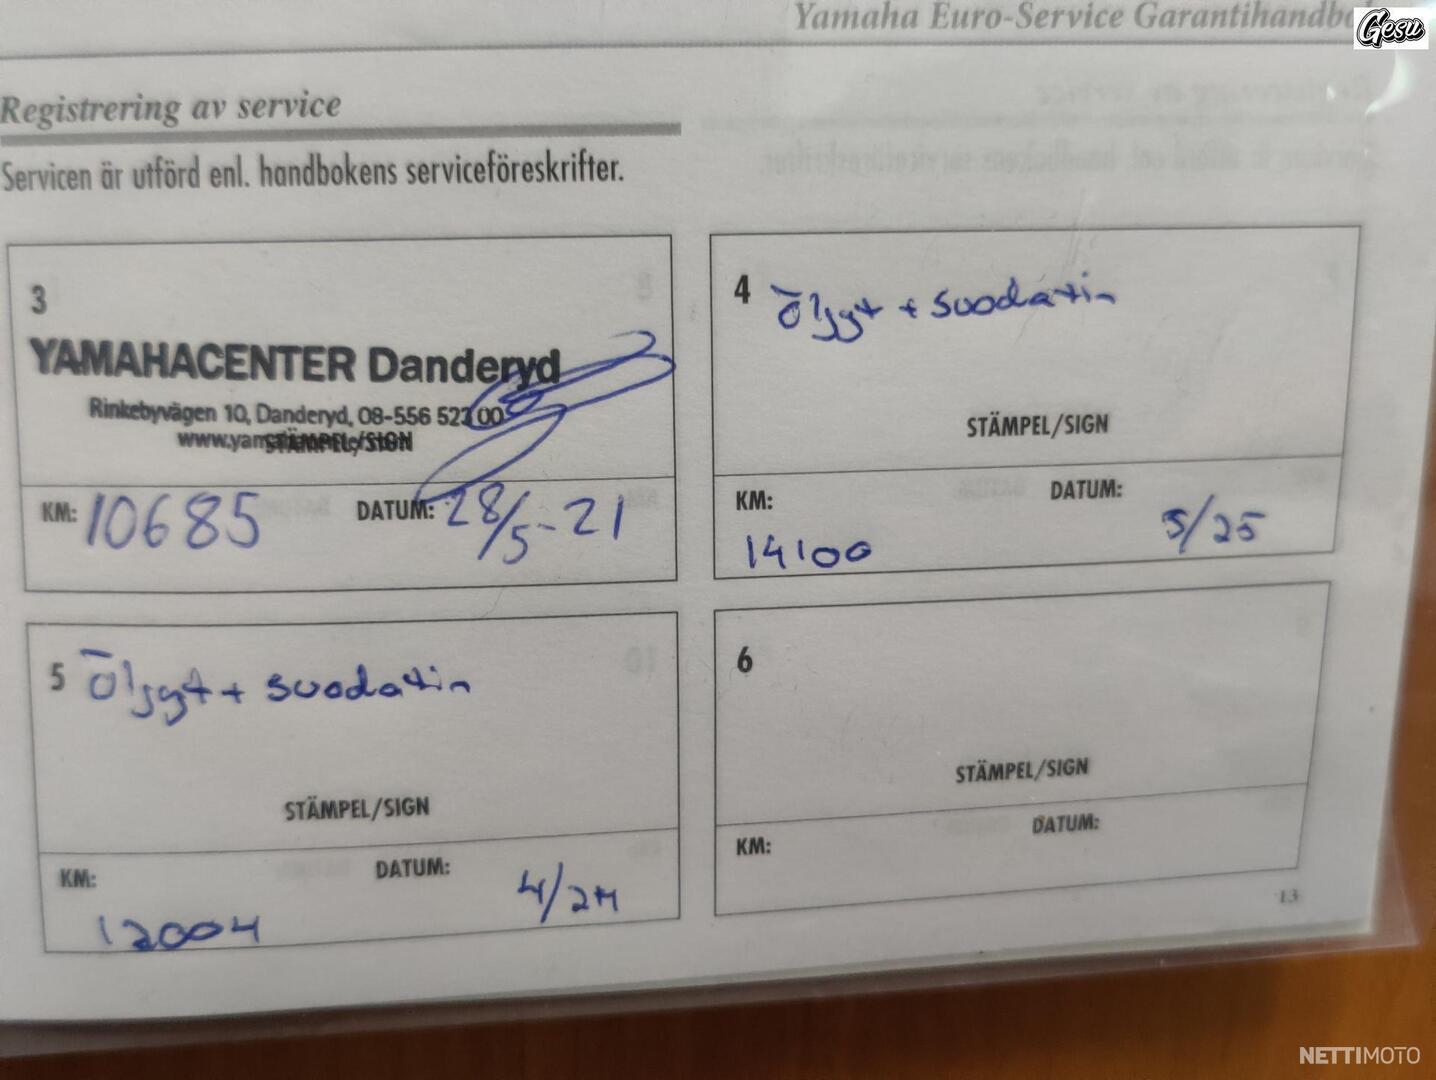 Yamaha Euro-Service Garantihandbo
Gesu
Registrering av service
Servicen är utförd enl. handbokens serviceföreskrifter.
3
YAMAHACENTER Danderyd
Rinkebyvägen 10, Danderyd, 08-556 522 00
STÄMPEL/SIGN
KM: 10685 DATUM: 28/5-21
4 Öljyt + suodatin
STÄMPEL/SIGN
KM: DATUM:
14100 5/25
5 Öljyt + suodatin
STÄMPEL/SIGN
KM: DATUM:
12004 4/24
6
STÄMPEL/SIGN
KM: DATUM:
13
NETTIMOTO